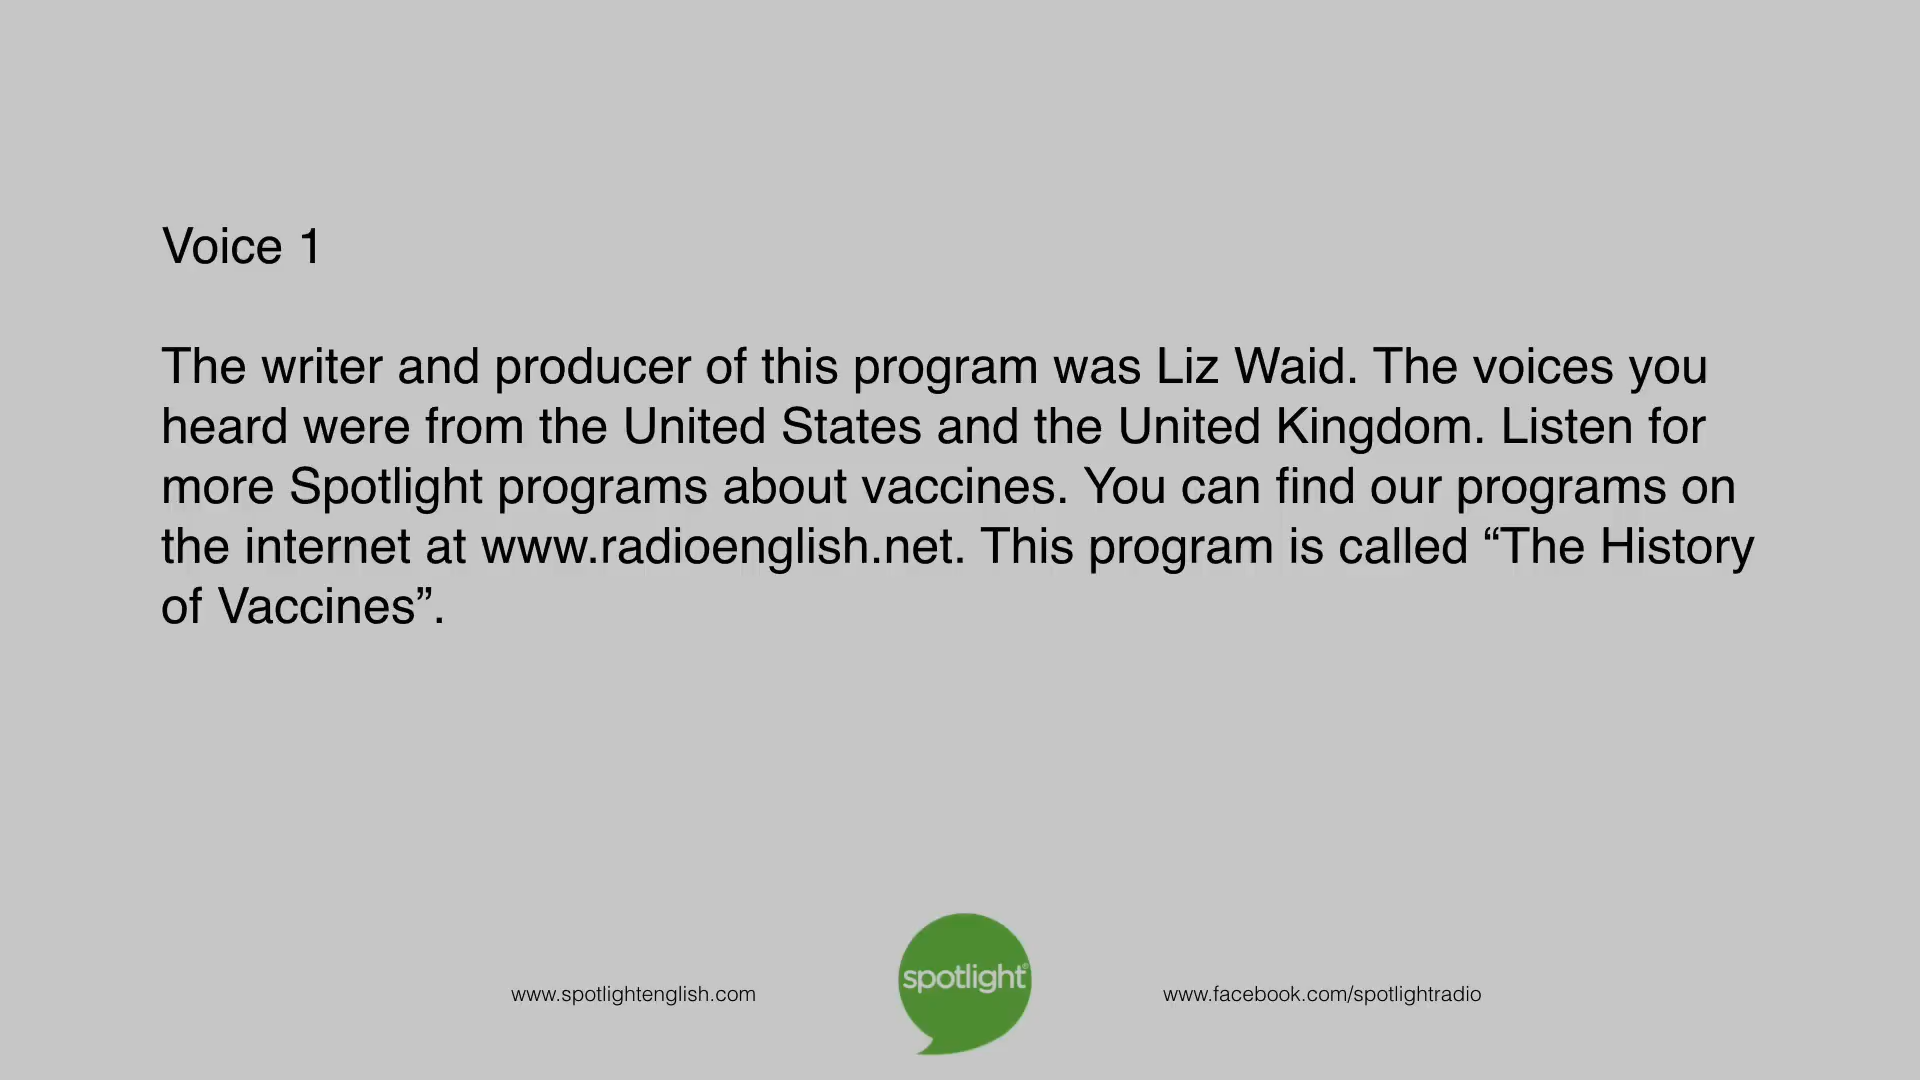 Voice 1
The writer and producer of this program was Liz Waid. The voices you
heard were from the United States and the United Kingdom. Listen for
more Spotlight programs about vaccines. You can find our programs on
the internet at www.radioenglish.net. This program is called “The History
of Vaccines”.
www.spotlightenglish.com
spotlight®
www.facebook.com/spotlightradio